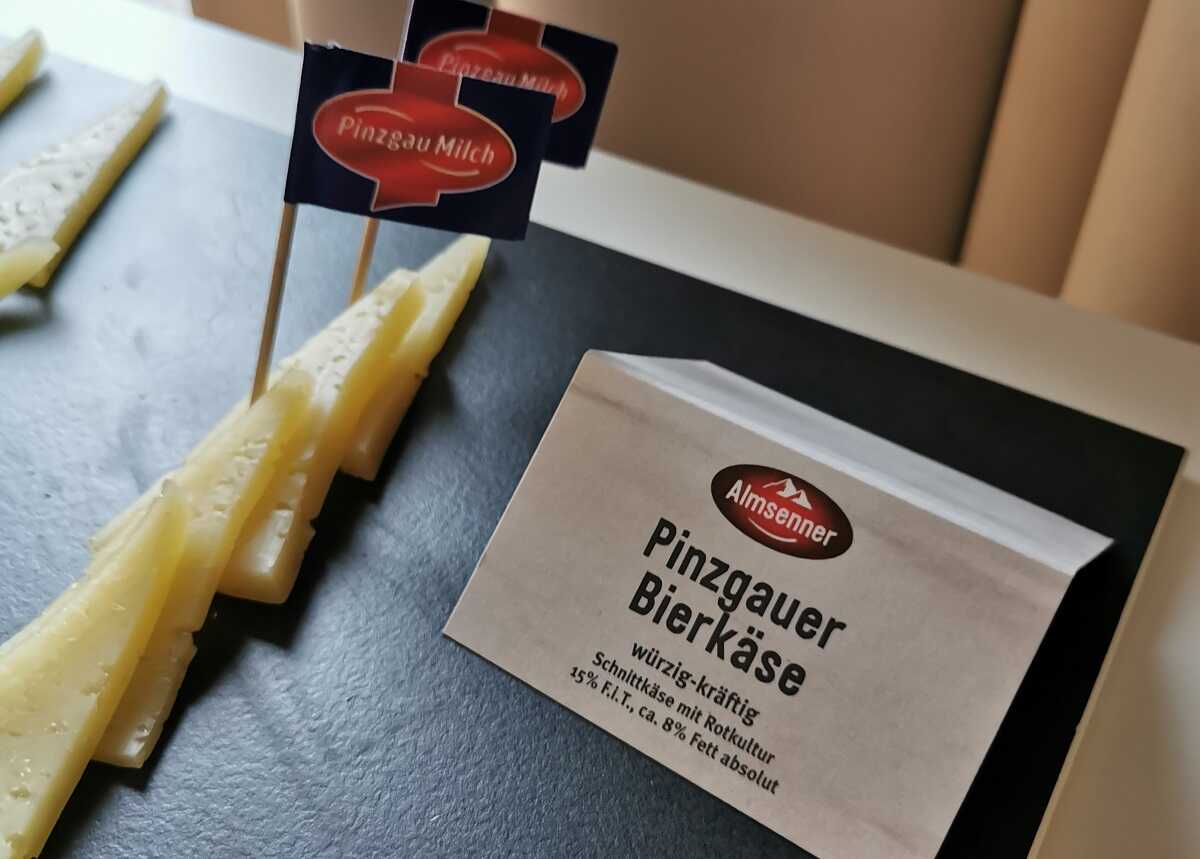 Pinzgau Milch
Pinzgau Milch
Almsenner
Pinzgauer
Bierkäse
würzig-kräftig
Schnittkäse mit Rotkultur
15% F.i.T., ca. 8% Fett absolut